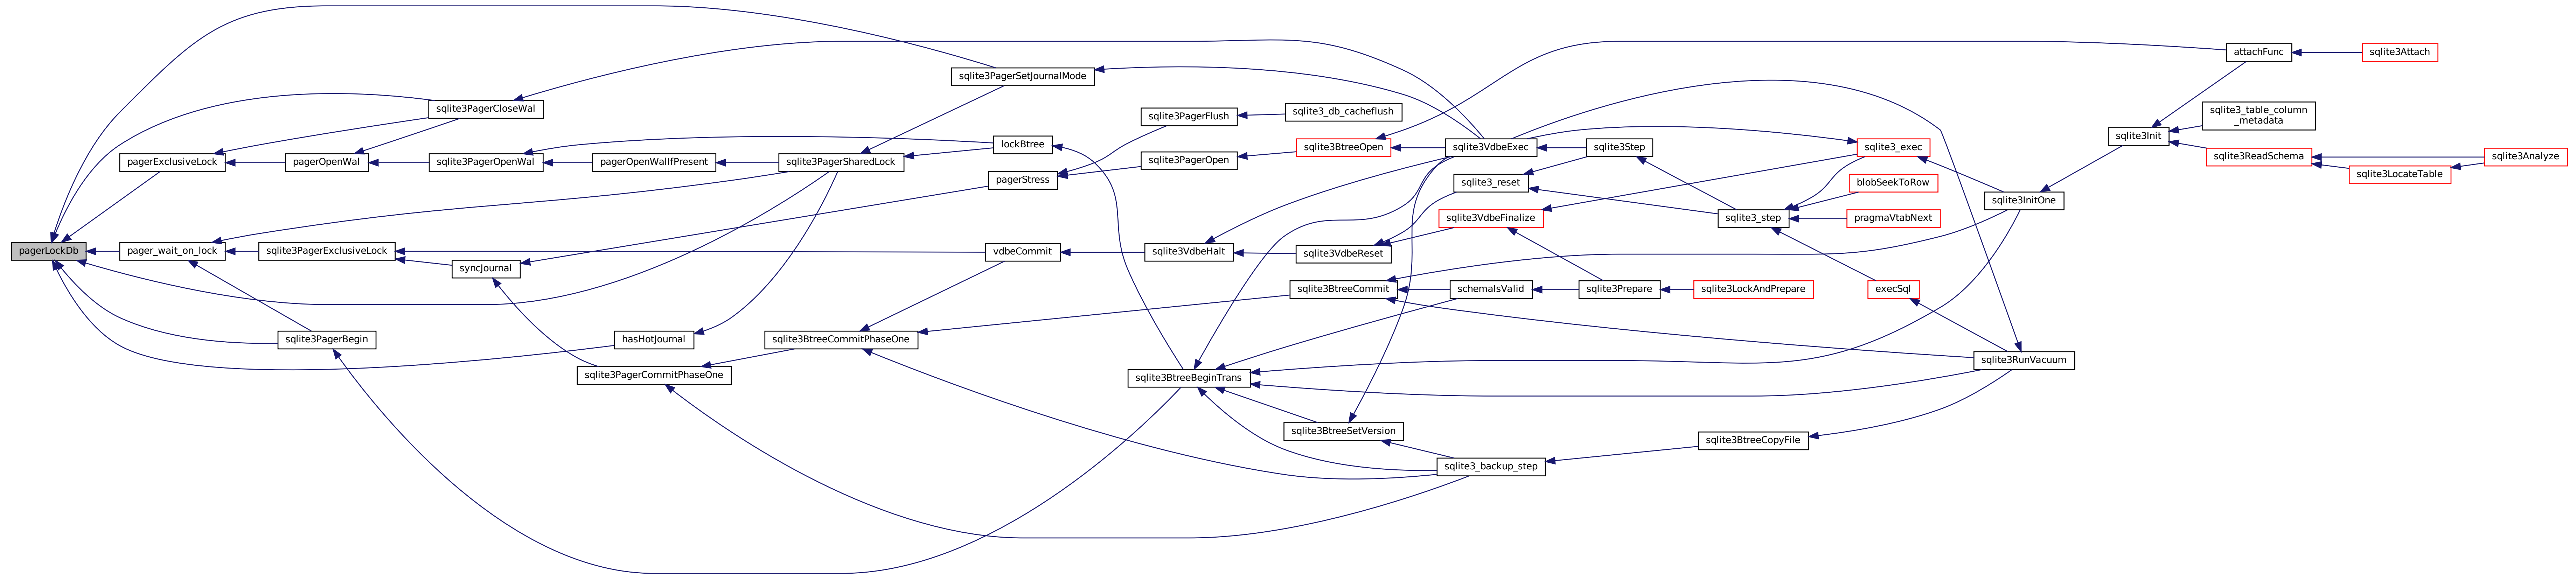 pagerLockDb
sqlite3PagerSetJournalMode
sqlite3PagerCloseWal
pagerExclusiveLock
pagerOpenWal
sqlite3PagerOpenWal
pagerOpenWalIfPresent
sqlite3PagerSharedLock
lockBtree
pagerStress
pager_wait_on_lock
sqlite3PagerExclusiveLock
syncJournal
vdbeCommit
sqlite3PagerBegin
hasHotJournal
sqlite3PagerCommitPhaseOne
sqlite3BtreeCommitPhaseOne
sqlite3PagerFlush
sqlite3_db_cacheflush
sqlite3PagerOpen
sqlite3BtreeOpen
sqlite3VdbeHalt
sqlite3VdbeReset
sqlite3BtreeCommit
sqlite3BtreeBeginTrans
sqlite3BtreeSetVersion
sqlite3VdbeExec
sqlite3_reset
sqlite3VdbeFinalize
schemaIsValid
sqlite3_backup_step
sqlite3Step
sqlite3Prepare
sqlite3LockAndPrepare
sqlite3BtreeCopyFile
sqlite3_step
sqlite3_exec
blobSeekToRow
pragmaVtabNext
execSql
sqlite3InitOne
sqlite3RunVacuum
sqlite3Init
attachFunc
sqlite3Attach
sqlite3_table_column
_metadata
sqlite3ReadSchema
sqlite3LocateTable
sqlite3Analyze